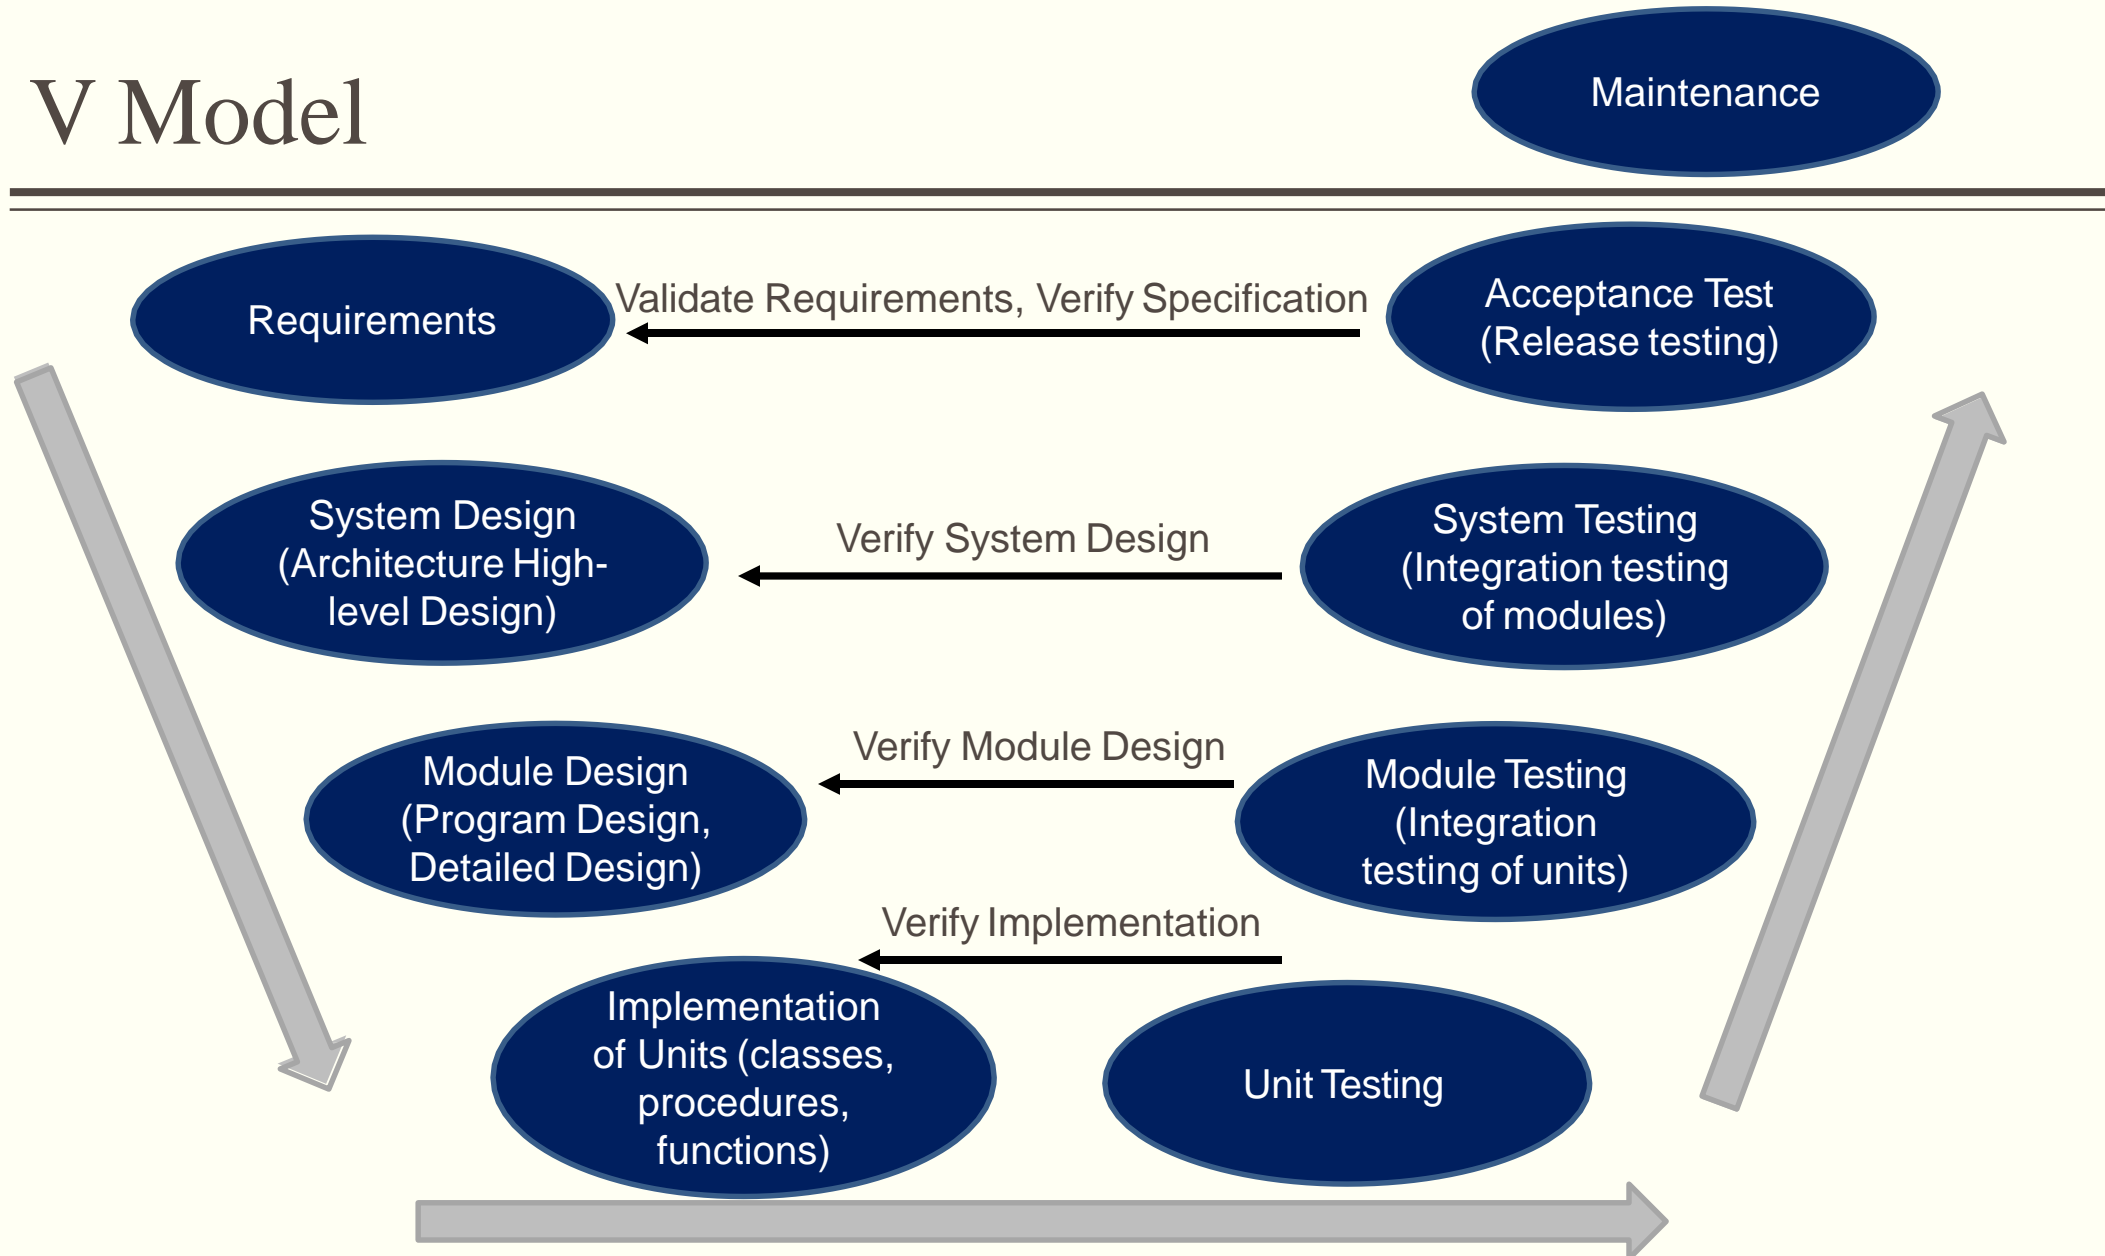 V Model
Maintenance
Requirements
Validate Requirements, Verify Specification
Acceptance Test
(Release testing)
System Design
(Architecture High-
level Design)
Verify System Design
System Testing
(Integration testing
of modules)
Module Design
(Program Design,
Detailed Design)
Verify Module Design
Module Testing
(Integration
testing of units)
Verify Implementation
Implementation
of Units (classes,
procedures,
functions)
Unit Testing